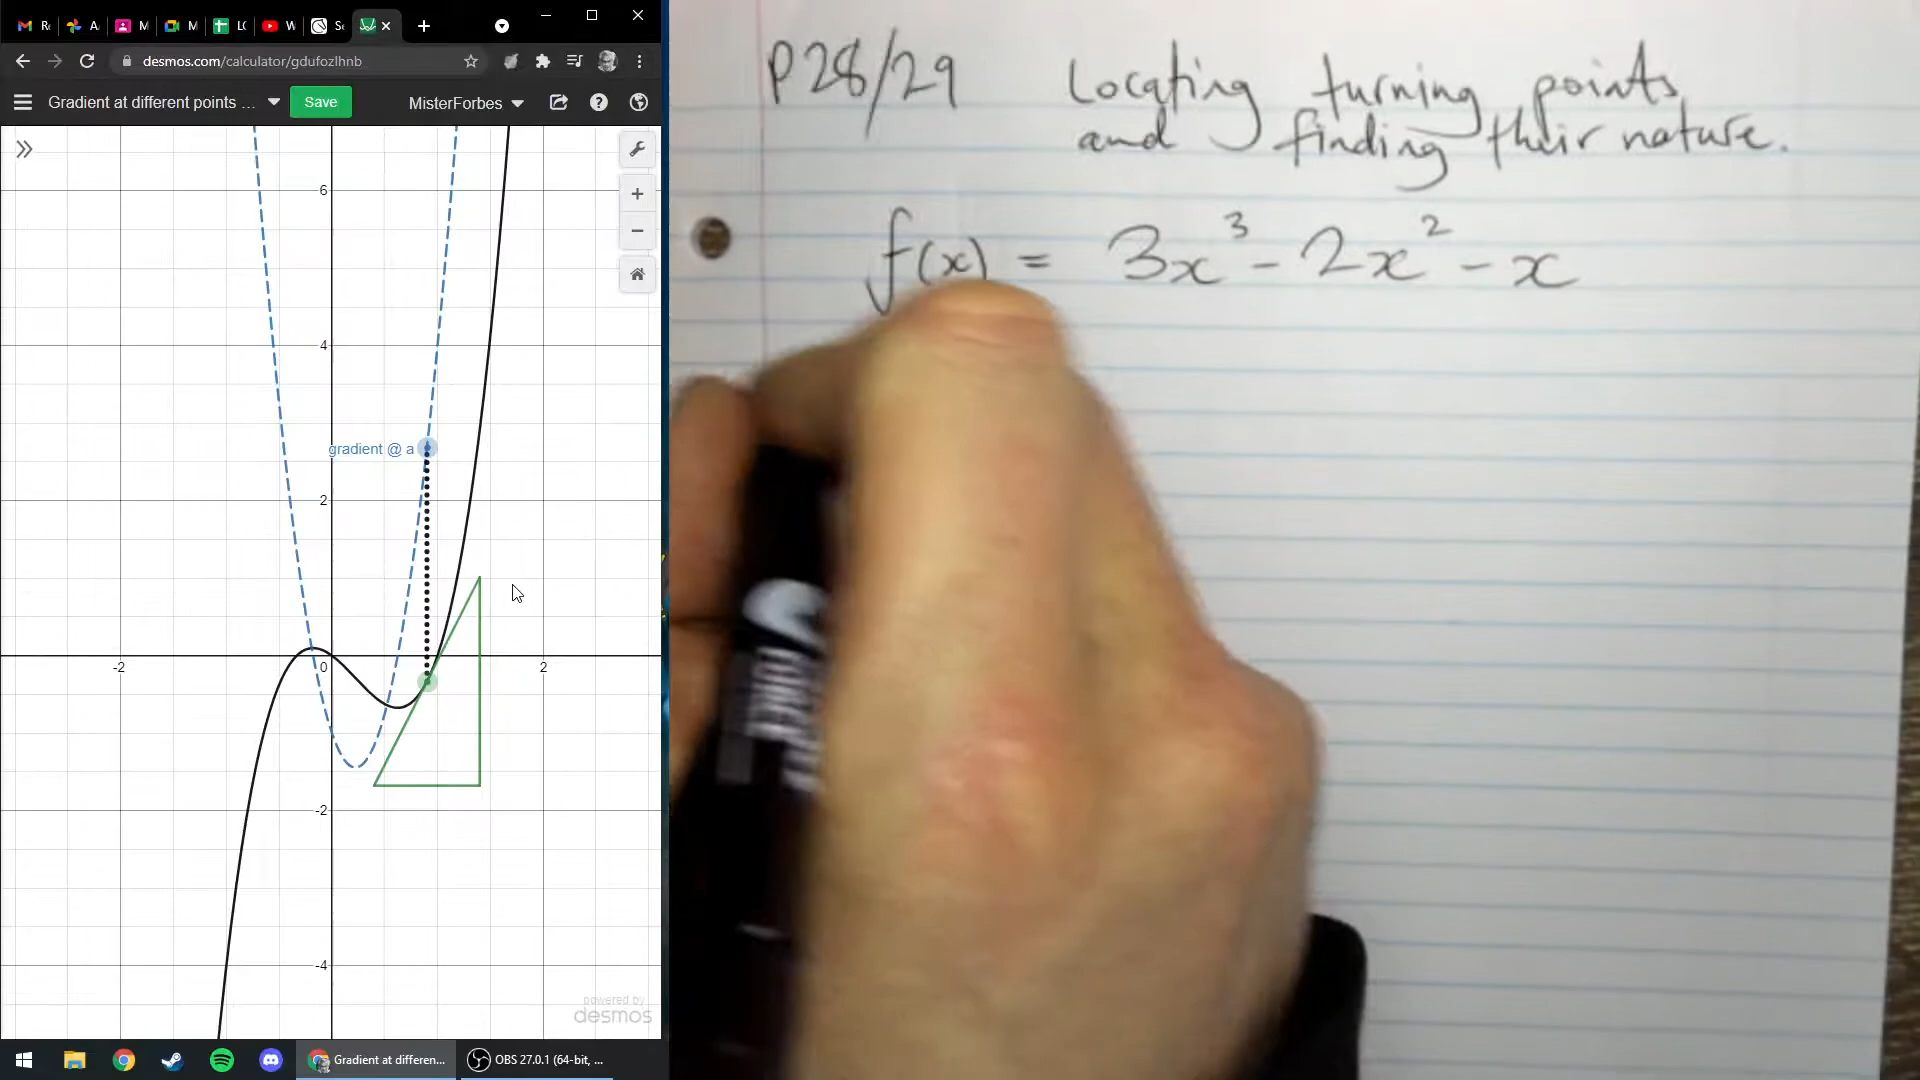 R
A
M
M
LC
W
Se
desmos.com/calculator/gdufozlhnb
Gradient at different points ...
Save
MisterForbes
6
4
gradient @ a
2
-2
0
2
-2
-4
powered by
desmos
Gradient at differen...
OBS 27.0.1 (64-bit, ...
P28/29 Locating turning points
and finding their nature.
f(x) = 3x³ - 2x² - x